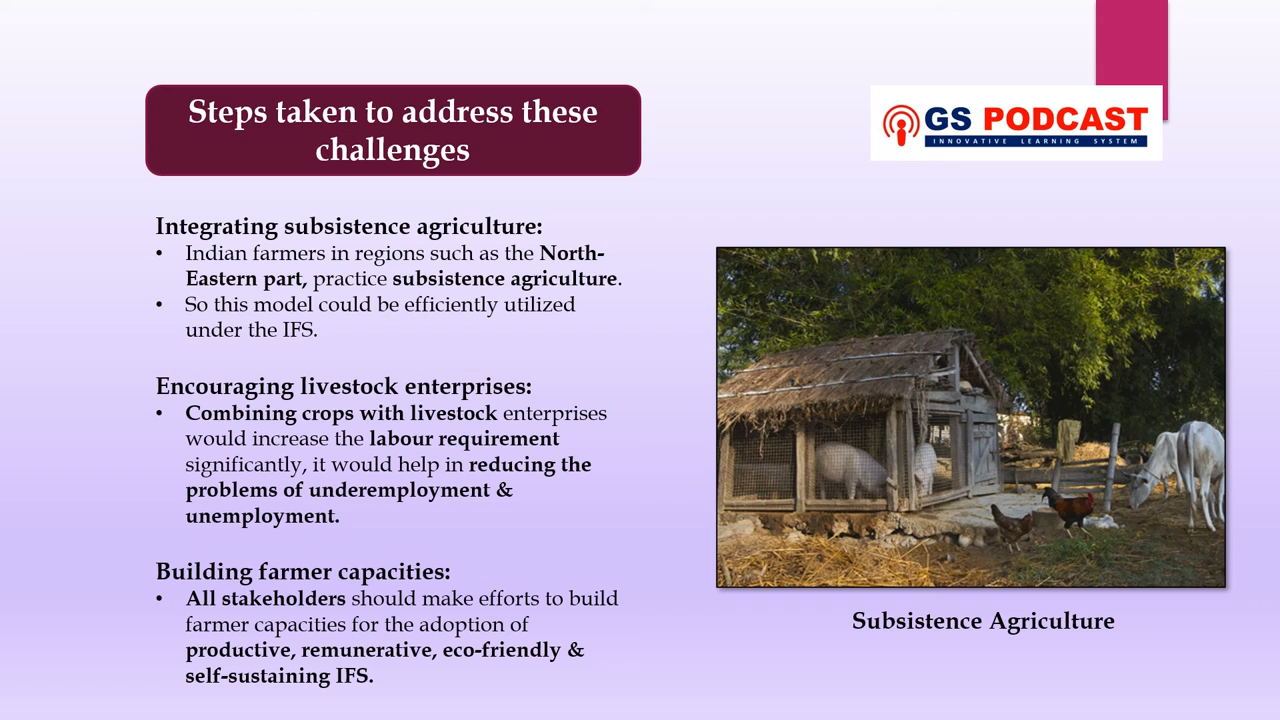 Steps taken to address these
challenges
GS PODCAST
INNOVATIVE LEARNING SYSTEM
Integrating subsistence agriculture:
• Indian farmers in regions such as the North-
Eastern part, practice subsistence agriculture.
• So this model could be efficiently utilized
under the IFS.
Encouraging livestock enterprises:
• Combining crops with livestock enterprises
would increase the labour requirement
significantly, it would help in reducing the
problems of underemployment &
unemployment.
Building farmer capacities:
• All stakeholders should make efforts to build
farmer capacities for the adoption of
productive, remunerative, eco-friendly &
self-sustaining IFS.
Subsistence Agriculture